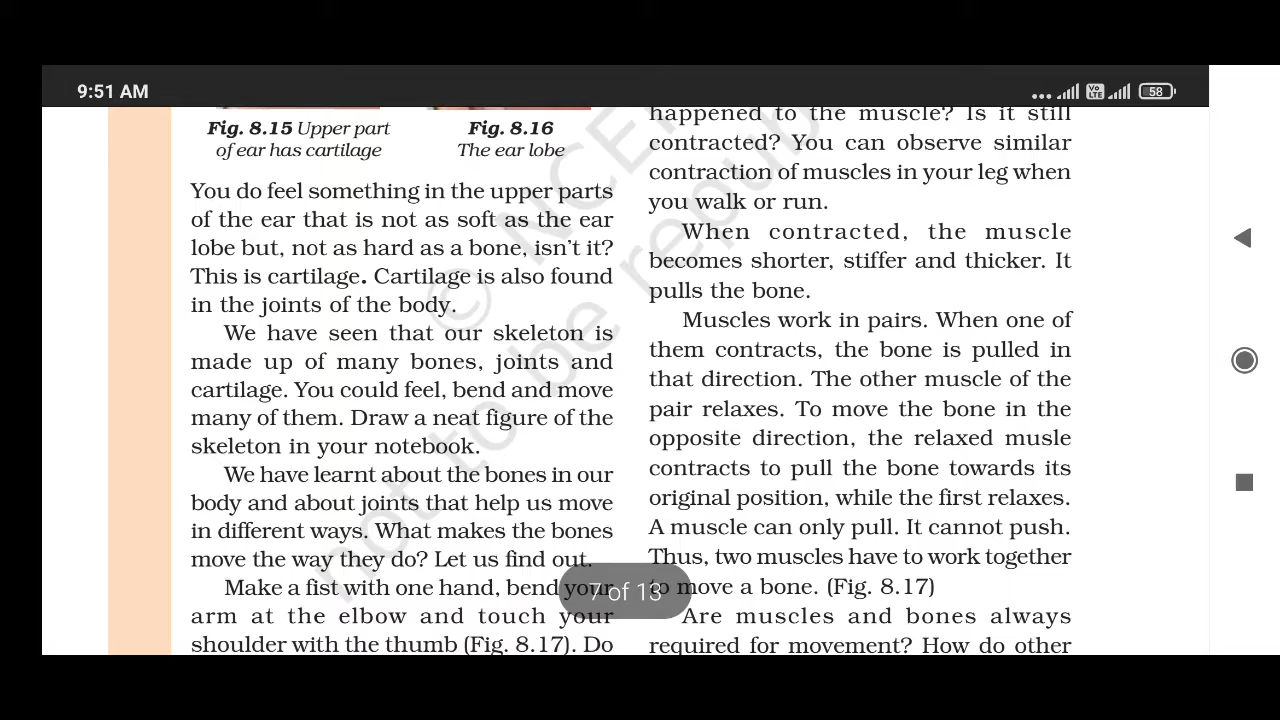 9:51 AM
58
Fig. 8.15 Upper part
of ear has cartilage
Fig. 8.16
The ear lobe
You do feel something in the upper parts
of the ear that is not as soft as the ear
lobe but, not as hard as a bone, isn't it?
This is cartilage. Cartilage is also found
in the joints of the body.
We have seen that our skeleton is
made up of many bones, joints and
cartilage. You could feel, bend and move
many of them. Draw a neat figure of the
skeleton in your notebook.
We have learnt about the bones in our
body and about joints that help us move
in different ways. What makes the bones
move the way they do? Let us find out.
Make a fist with one hand, bend your
arm at the elbow and touch your
shoulder with the thumb (Fig. 8.17). Do
happened to the muscle? Is it still
contracted? You can observe similar
contraction of muscles in your leg when
you walk or run.
When contracted, the muscle
becomes shorter, stiffer and thicker. It
pulls the bone.
Muscles work in pairs. When one of
them contracts, the bone is pulled in
that direction. The other muscle of the
pair relaxes. To move the bone in the
opposite direction, the relaxed musle
contracts to pull the bone towards its
original position, while the first relaxes.
A muscle can only pull. It cannot push.
Thus, two muscles have to work together
to move a bone. (Fig. 8.17)
Are muscles and bones always
required for movement? How do other
7 of 13
© NCE
not to be repub